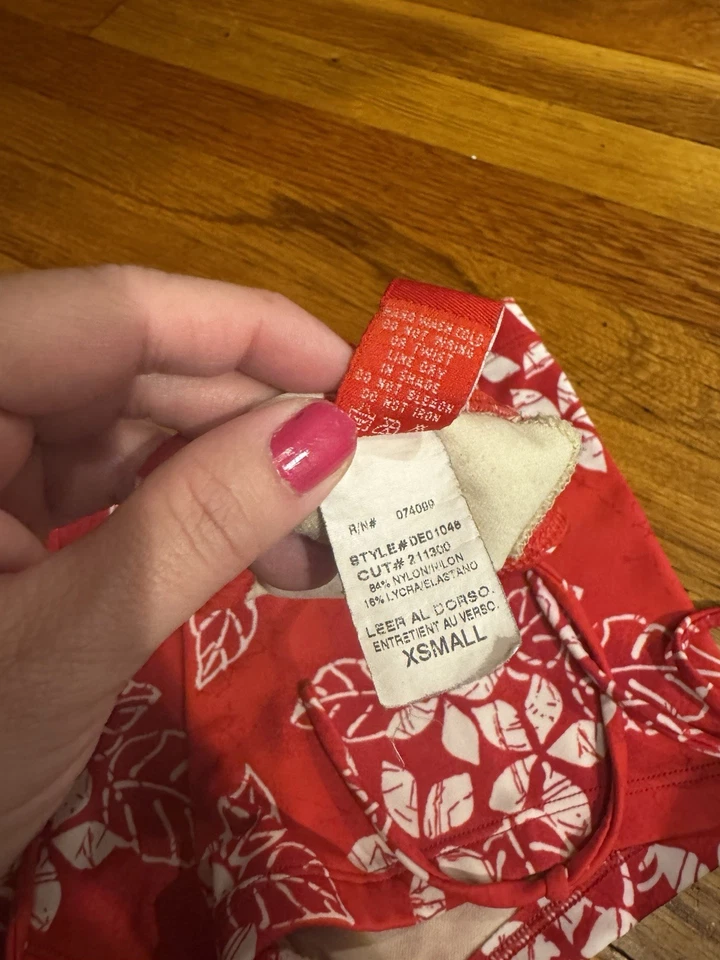 HAND WASH COLD
DO NOT WRING
OR TWIST
LINE DRY
IN SHADE
DO NOT BLEECH
DO NOT IRON
R/N# 074099
STYLE# DE01048
CUT# 211300
84% NYLON/NILON
16% LYCRA/ELASTANO
LEER AL DORSO.
ENTRETIENT AU VERSO.
XSMALL